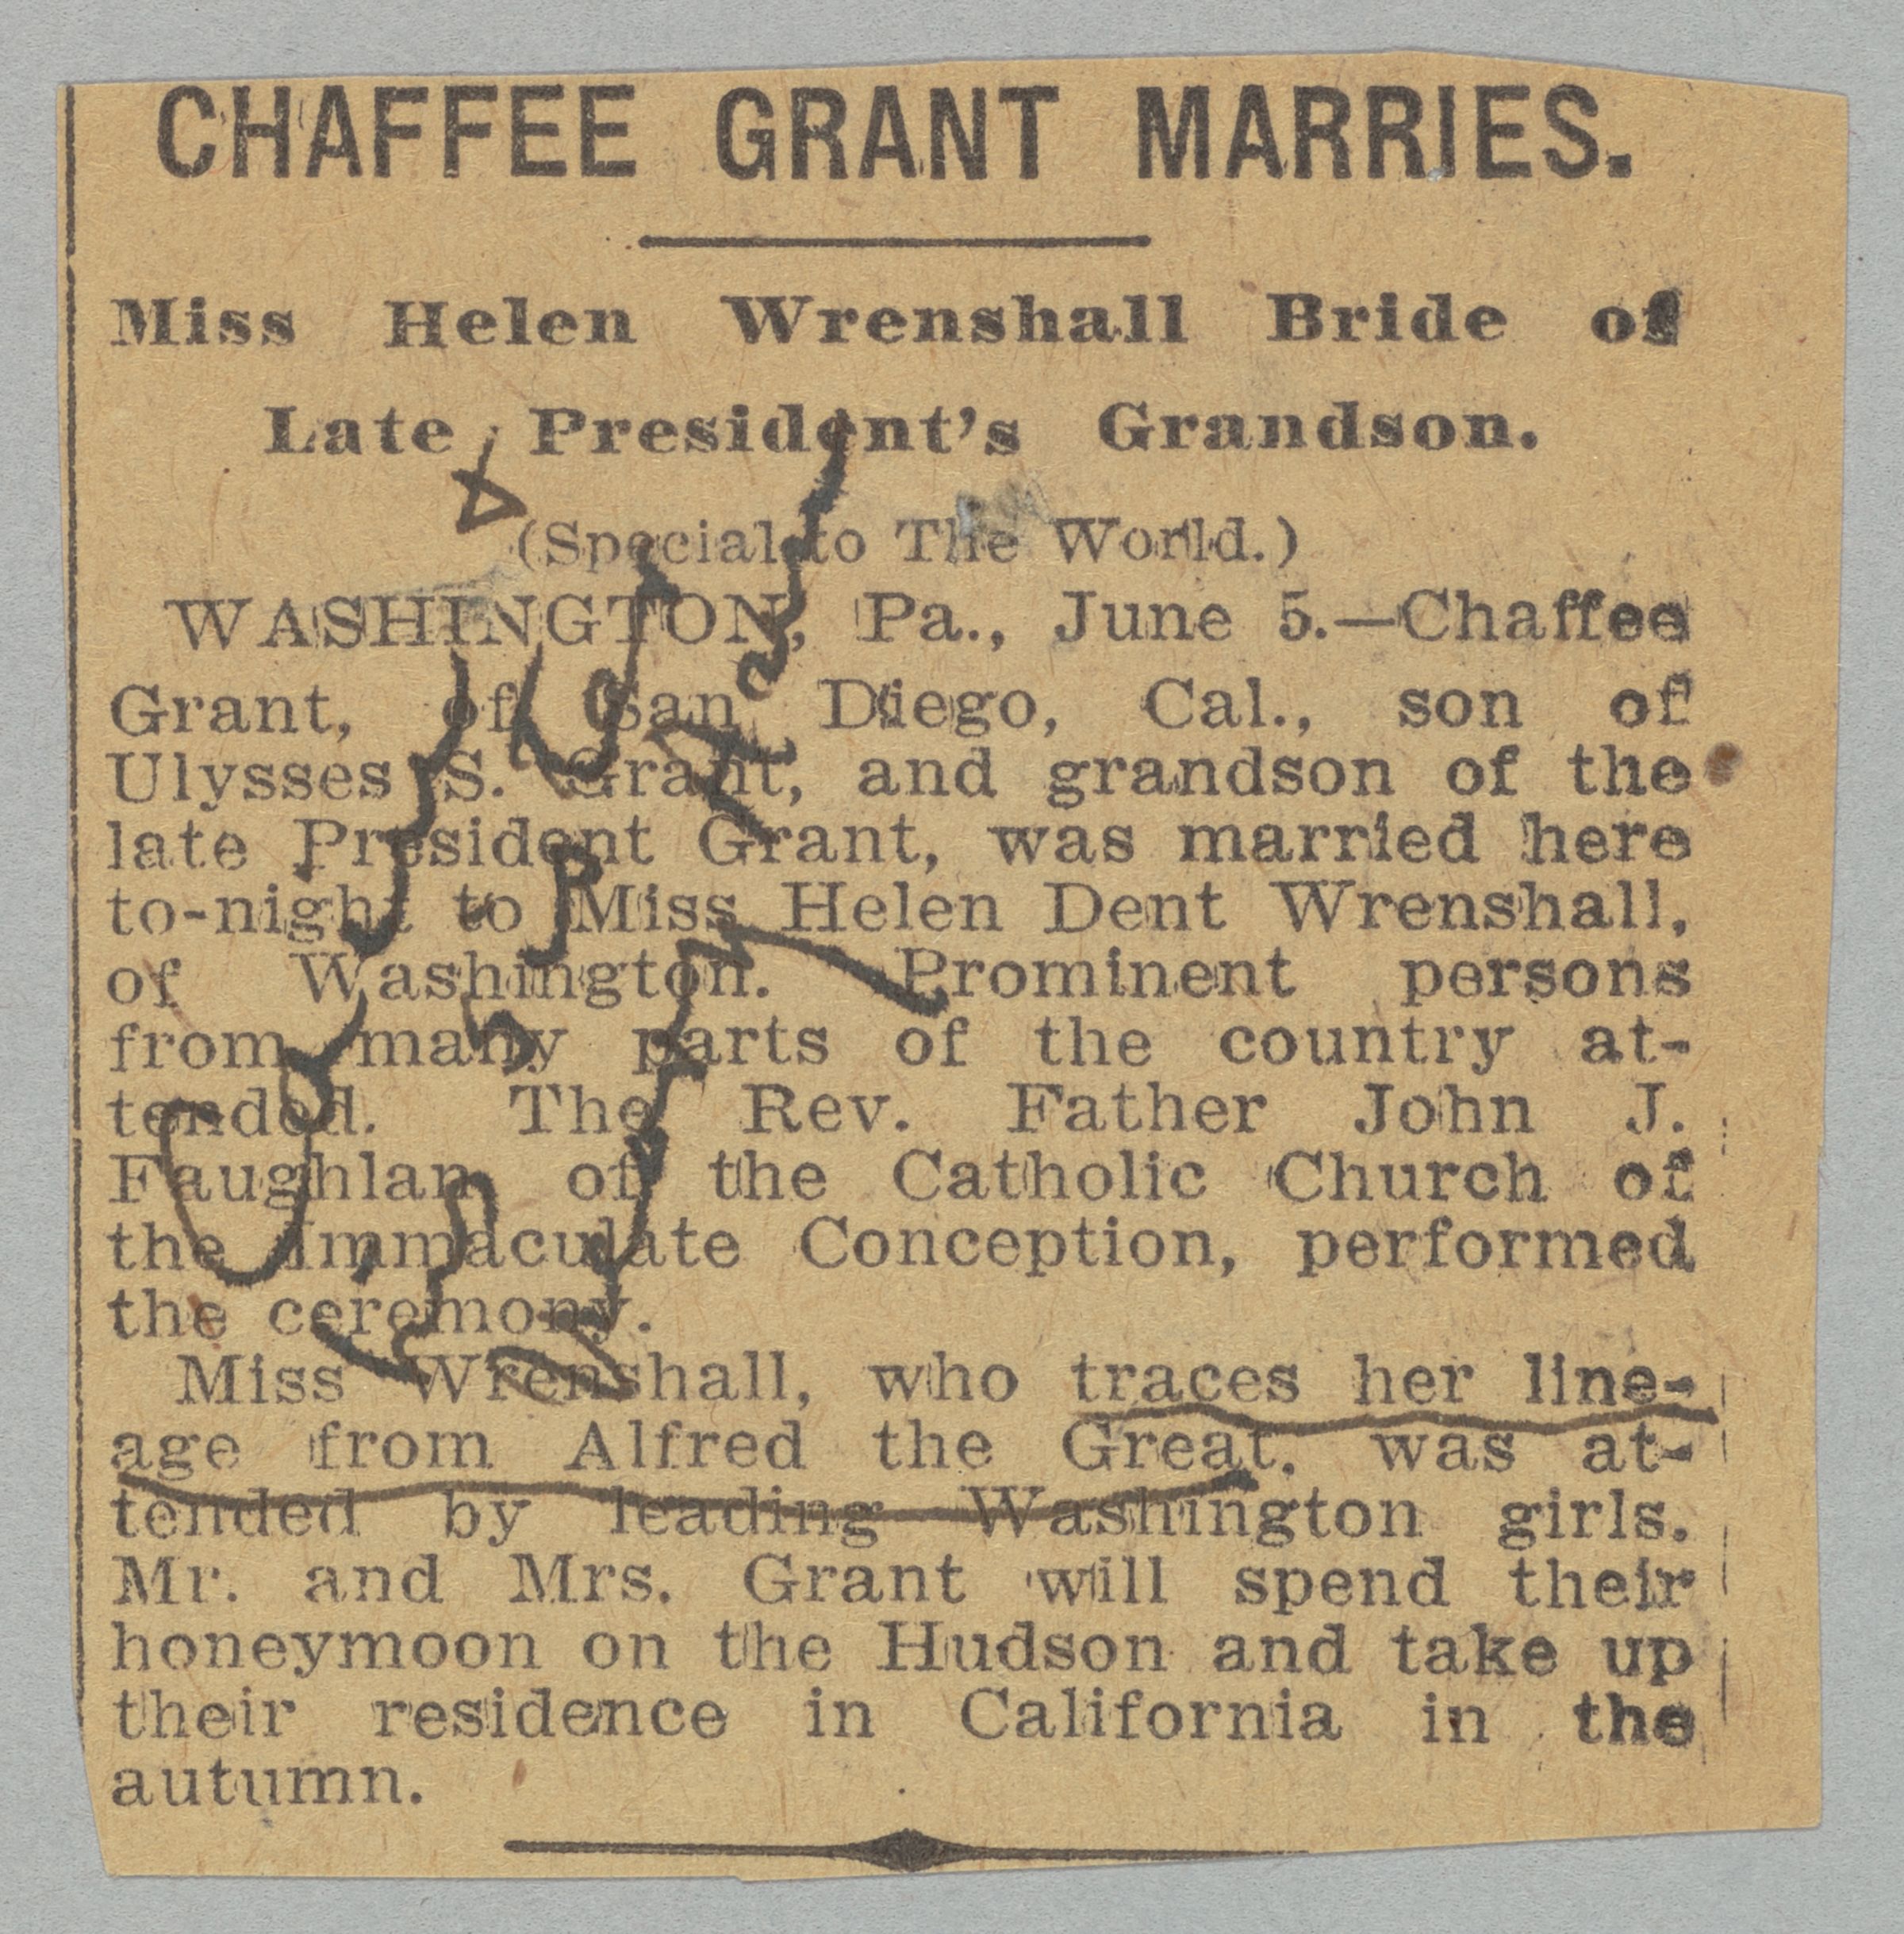 CHAFFEE GRANT MARRIES.
Miss Helen Wrenshall Bride of
Late President's Grandson.
(Special to The World.)
WASHINGTON, Pa., June 5.—Chaffee
Grant, of San Diego, Cal., son of
Ulysses S. Grant, and grandson of the
late President Grant, was married here
to-night to Miss Helen Dent Wrenshall,
of Washington. Prominent persons
from many parts of the country at-
tended. The Rev. Father John J.
Faughlan, of the Catholic Church of
the Immaculate Conception, performed
the ceremony.
Miss Wrenshall, who traces her line-
age from Alfred the Great, was at-
tended by leading Washington girls.
Mr. and Mrs. Grant will spend their
honeymoon on the Hudson and take up
their residence in California in the
autumn.